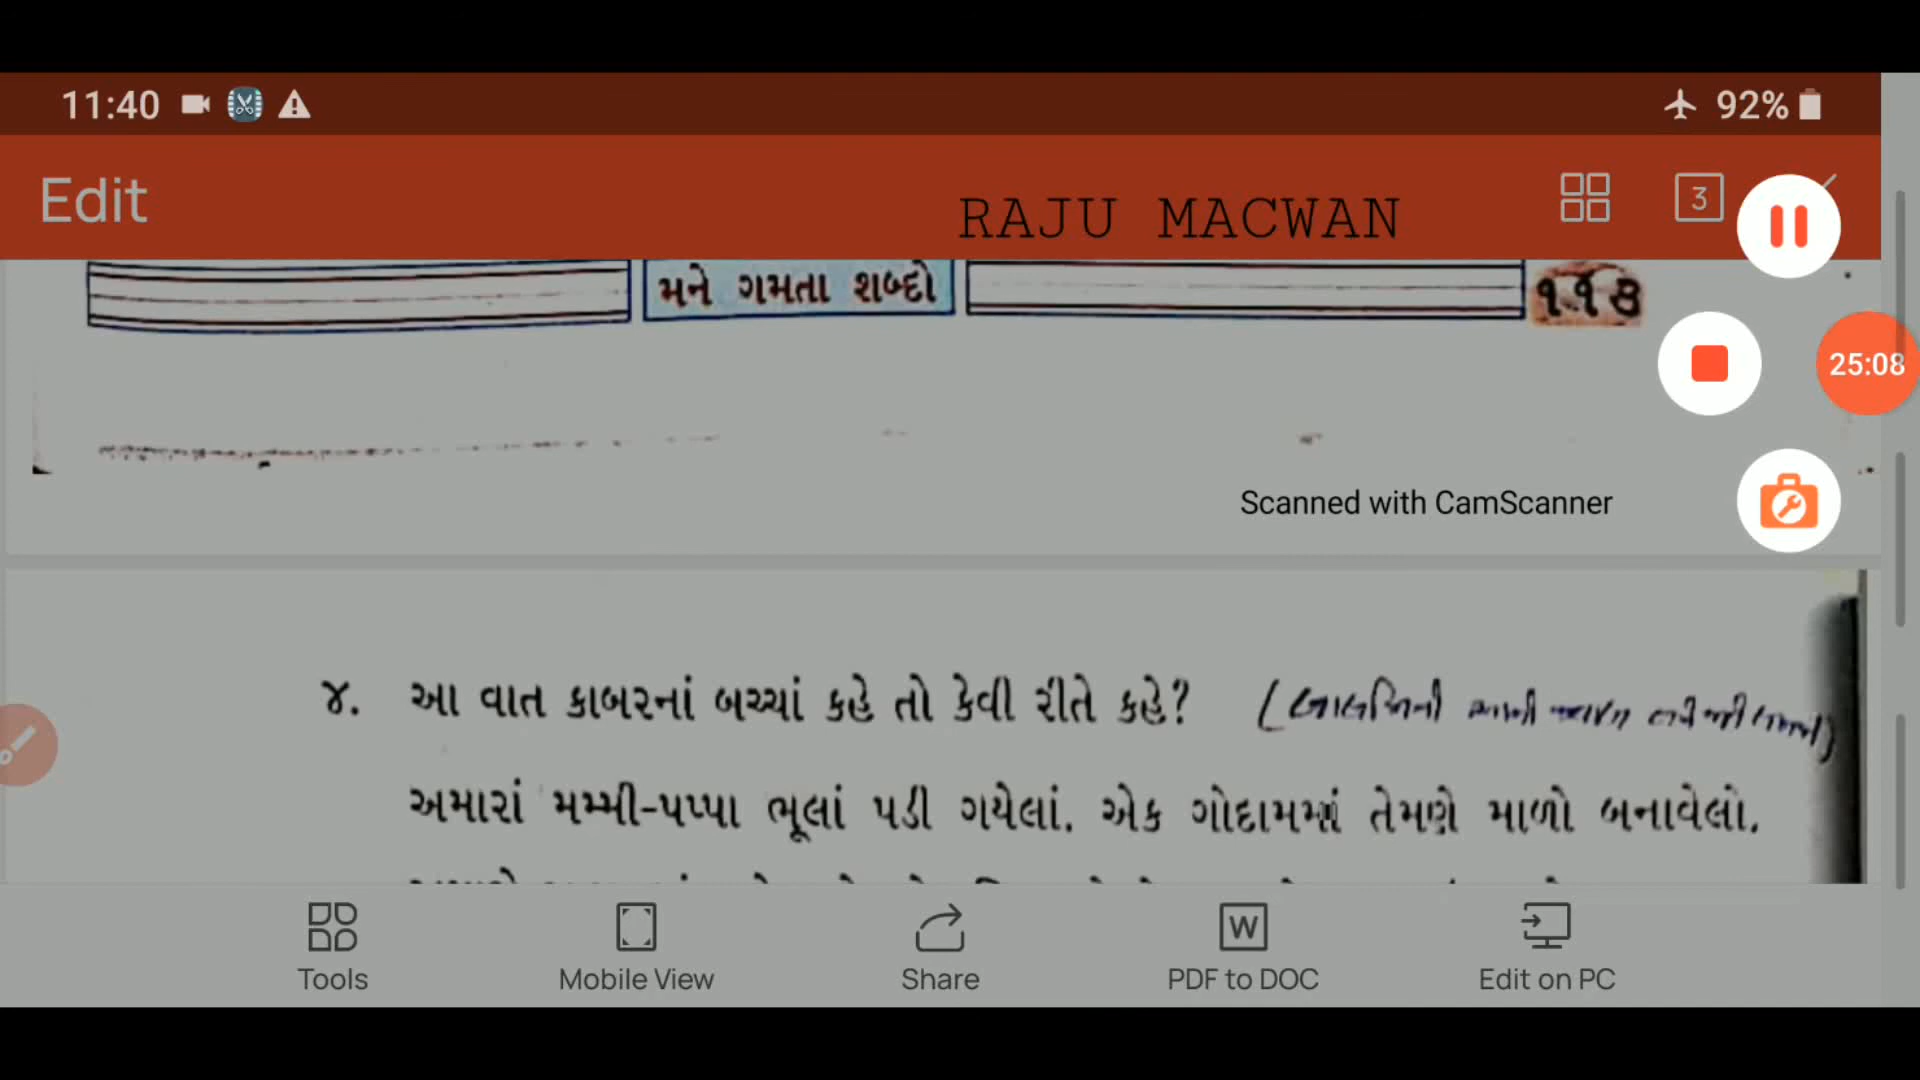 11:40
92%
Edit
RAJU MACWAN
3
મને ગમતા શબ્દો
૧૧૩
25:08
Scanned with CamScanner
૪. આ વાત કાબરનાં બચ્ચાં કહે તો કેવી રીતે કહે?
અમારાં મમ્મી-પપ્પા ભૂલાં પડી ગયેલાં. એક ગોદામમાં તેમણે માળો બનાવેલો.
Tools
Mobile View
Share
PDF to DOC
Edit on PC